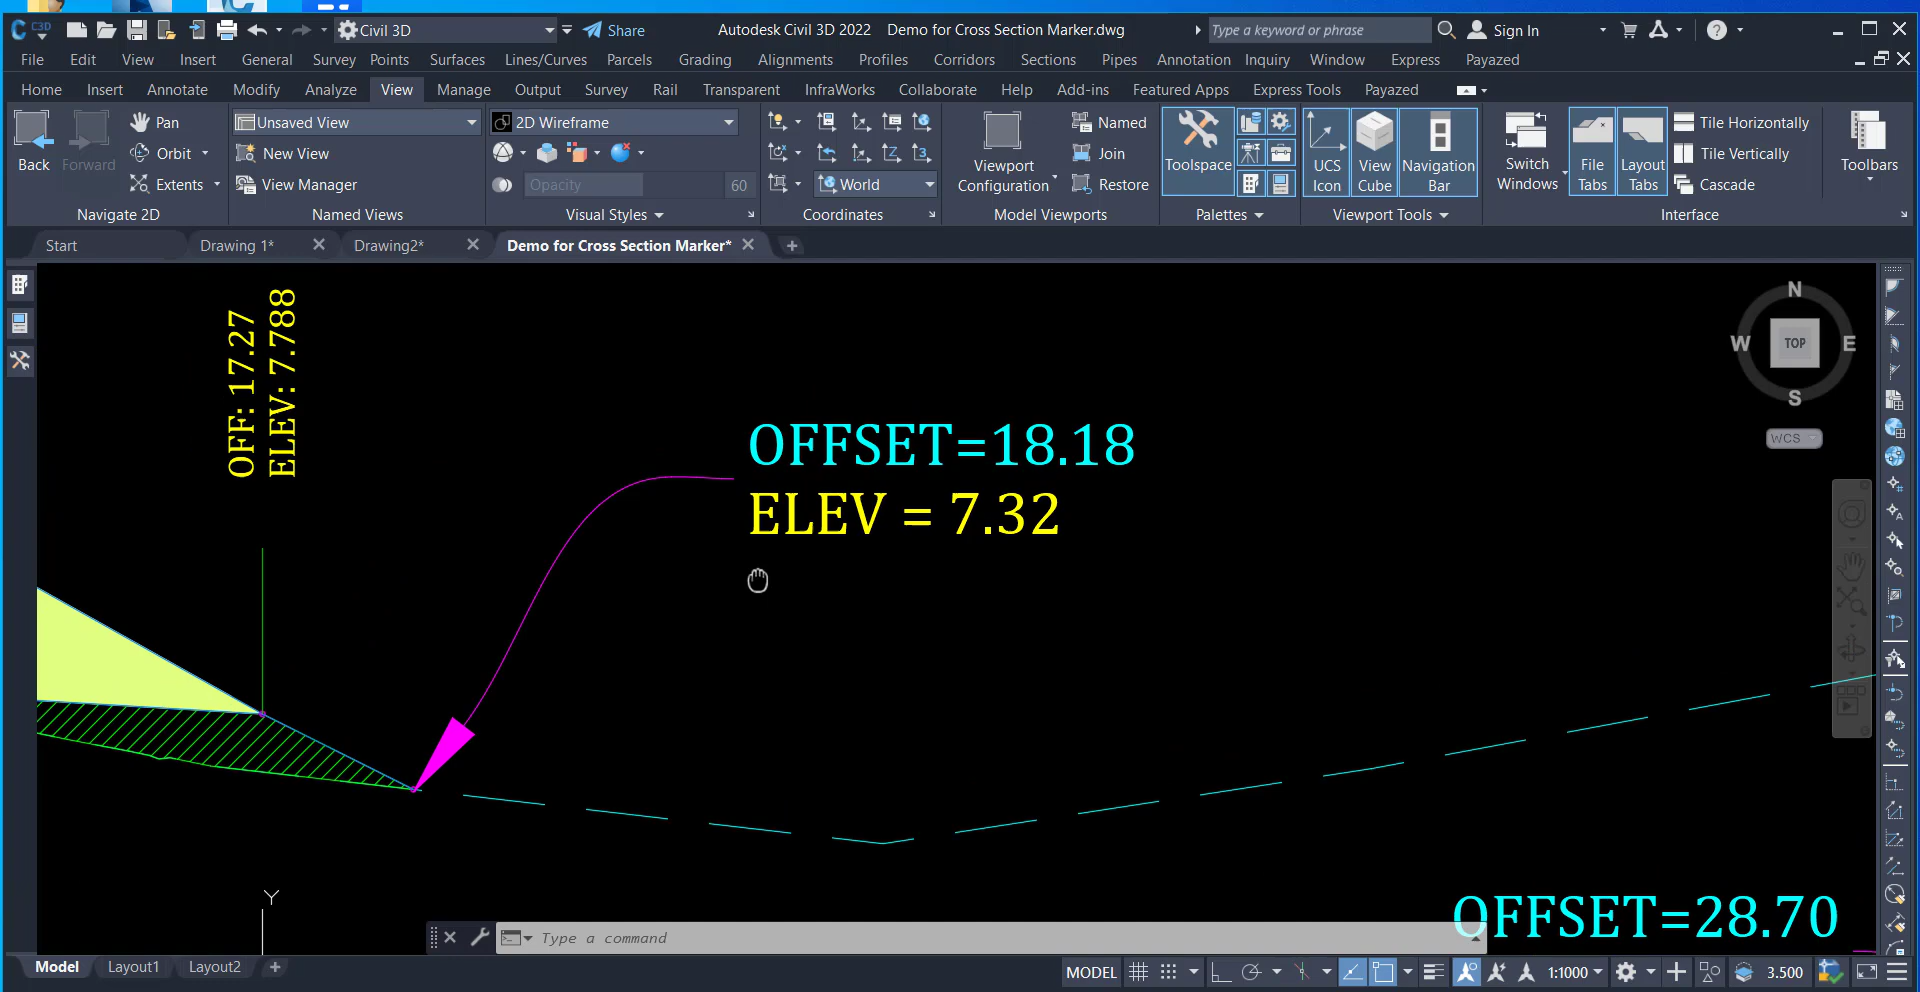 C3D
Civil 3D
Share
Autodesk Civil 3D 2022 Demo for Cross Section Marker.dwg
Type a keyword or phrase
Sign In
File Edit View Insert General Survey Points Surfaces Lines/Curves Parcels Grading Alignments Profiles Corridors Sections Pipes Annotation Inquiry Window Express Payazed
Home Insert Annotate Modify Analyze View Manage Output Survey Rail Transparent InfraWorks Collaborate Help Add-ins Featured Apps Express Tools Payazed
Back
Forward
Pan
Orbit
Extents
Navigate 2D
Unsaved View
New View
View Manager
Named Views
2D Wireframe
Opacity 60
Visual Styles
World
Coordinates
Viewport
Configuration
Named
Join
Restore
Model Viewports
Toolspace
Palettes
UCS
Icon
View
Cube
Navigation
Bar
Viewport Tools
Switch
Windows
File
Tabs
Layout
Tabs
Tile Horizontally
Tile Vertically
Cascade
Interface
Toolbars
Start
Drawing 1*
Drawing2*
Demo for Cross Section Marker*
OFF: 17.27
ELEV: 7.788
OFFSET=18.18
ELEV = 7.32
N
W
TOP
E
S
WCS
Y
OFFSET=28.70
Type a command
Model Layout1 Layout2
MODEL
1:1000
3.500